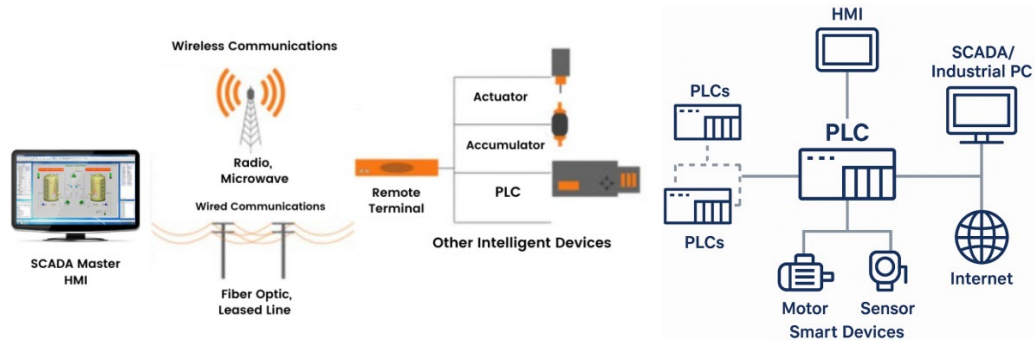 Wireless Communications
Radio,
Microwave
Wired Communications
Fiber Optic,
Leased Line
SCADA Master
HMI
Remote
Terminal
Actuator
Accumulator
PLC
Other Intelligent Devices
HMI
SCADA/
Industrial PC
PLCs
PLC
PLCs
Internet
Motor
Sensor
Smart Devices